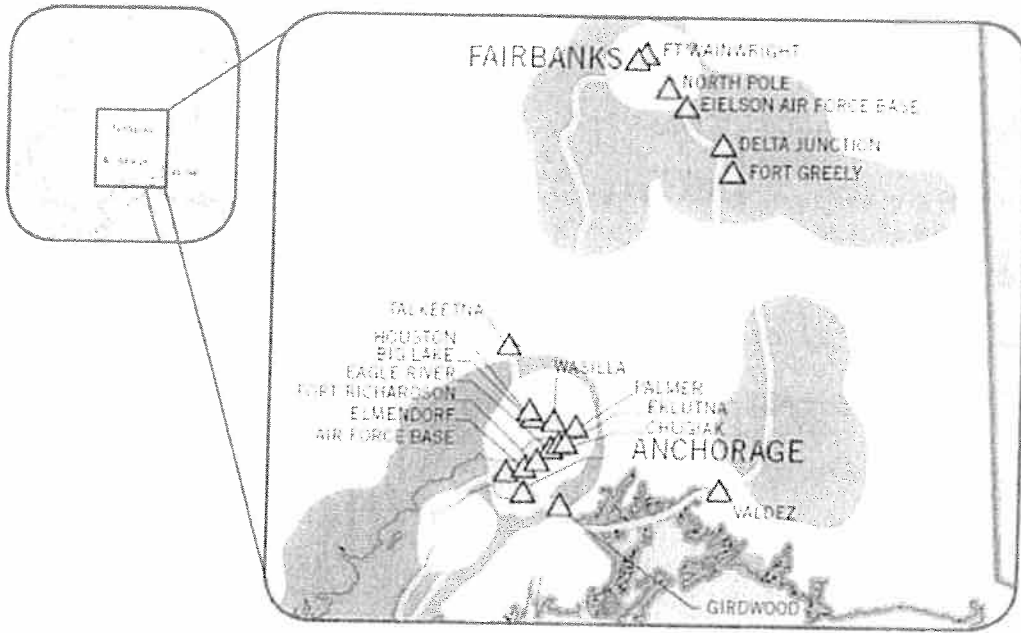 FAIRBANKS
FT WAINWRIGHT
NORTH POLE
EIELSON AIR FORCE BASE
DELTA JUNCTION
FORT GREELY
TALKEETNA
HOUSTON
BIG LAKE
EAGLE RIVER
FORT RICHARDSON
ELMENDORF
AIR FORCE BASE
WASILLA
PALMER
EKLUTNA
CHUGIAK
ANCHORAGE
VALDEZ
GIRDWOOD